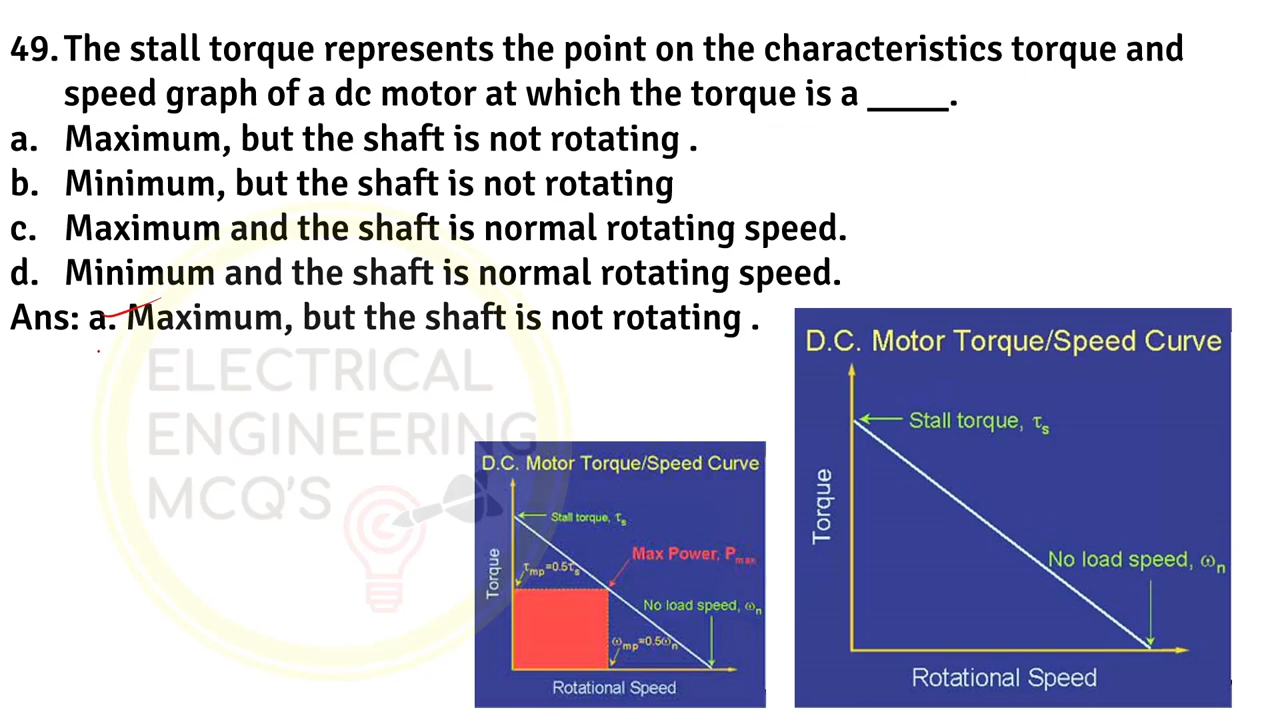 49. The stall torque represents the point on the characteristics torque and
speed graph of a dc motor at which the torque is a ____.
a. Maximum, but the shaft is not rotating .
b. Minimum, but the shaft is not rotating
c. Maximum and the shaft is normal rotating speed.
d. Minimum and the shaft is normal rotating speed.
Ans: a. Maximum, but the shaft is not rotating .
ELECTRICAL
ENGINEERING
MCQ'S
D.C. Motor Torque/Speed Curve
Stall torque, τs
Max Power, Pmax
τmp=0.5τs
Torque
No load speed, ωn
ωmp=0.5ωn
Rotational Speed
D.C. Motor Torque/Speed Curve
Stall torque, τs
Torque
No load speed, ωn
Rotational Speed